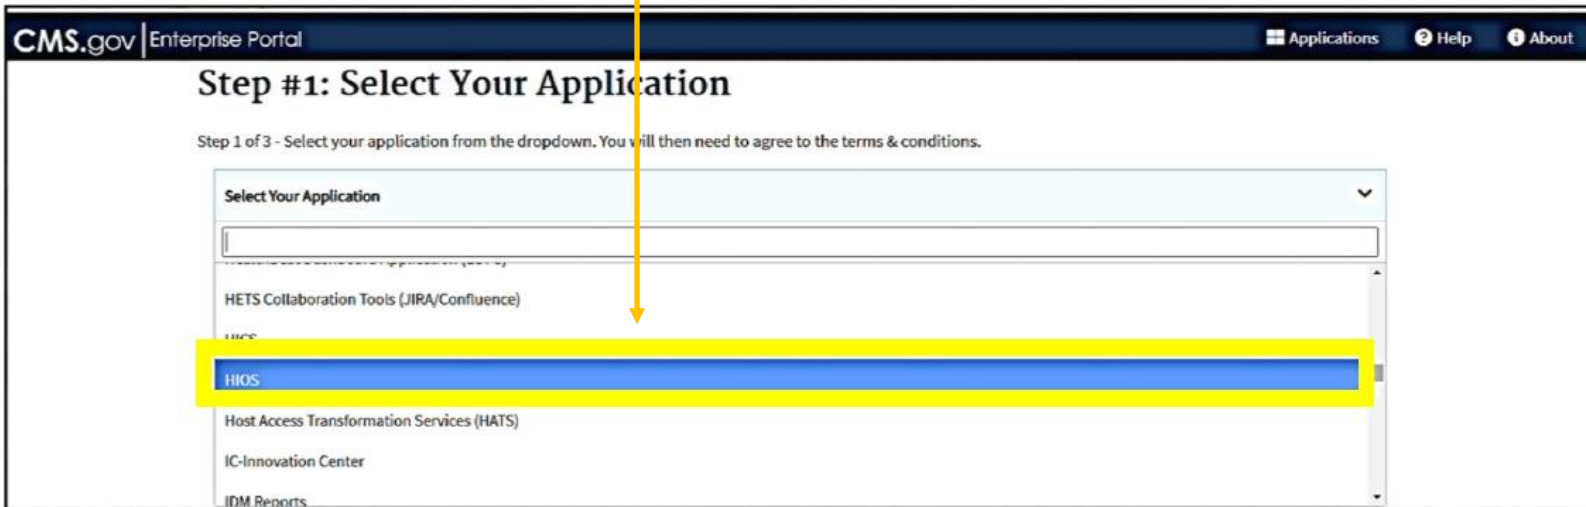 CMS.gov Enterprise Portal
Applications Help About
Step #1: Select Your Application
Step 1 of 3 - Select your application from the dropdown. You will then need to agree to the terms & conditions.
Select Your Application
HETS Collaboration Tools (JIRA/Confluence)
HIOS
Host Access Transformation Services (HATS)
IC-Innovation Center
IDM Reports